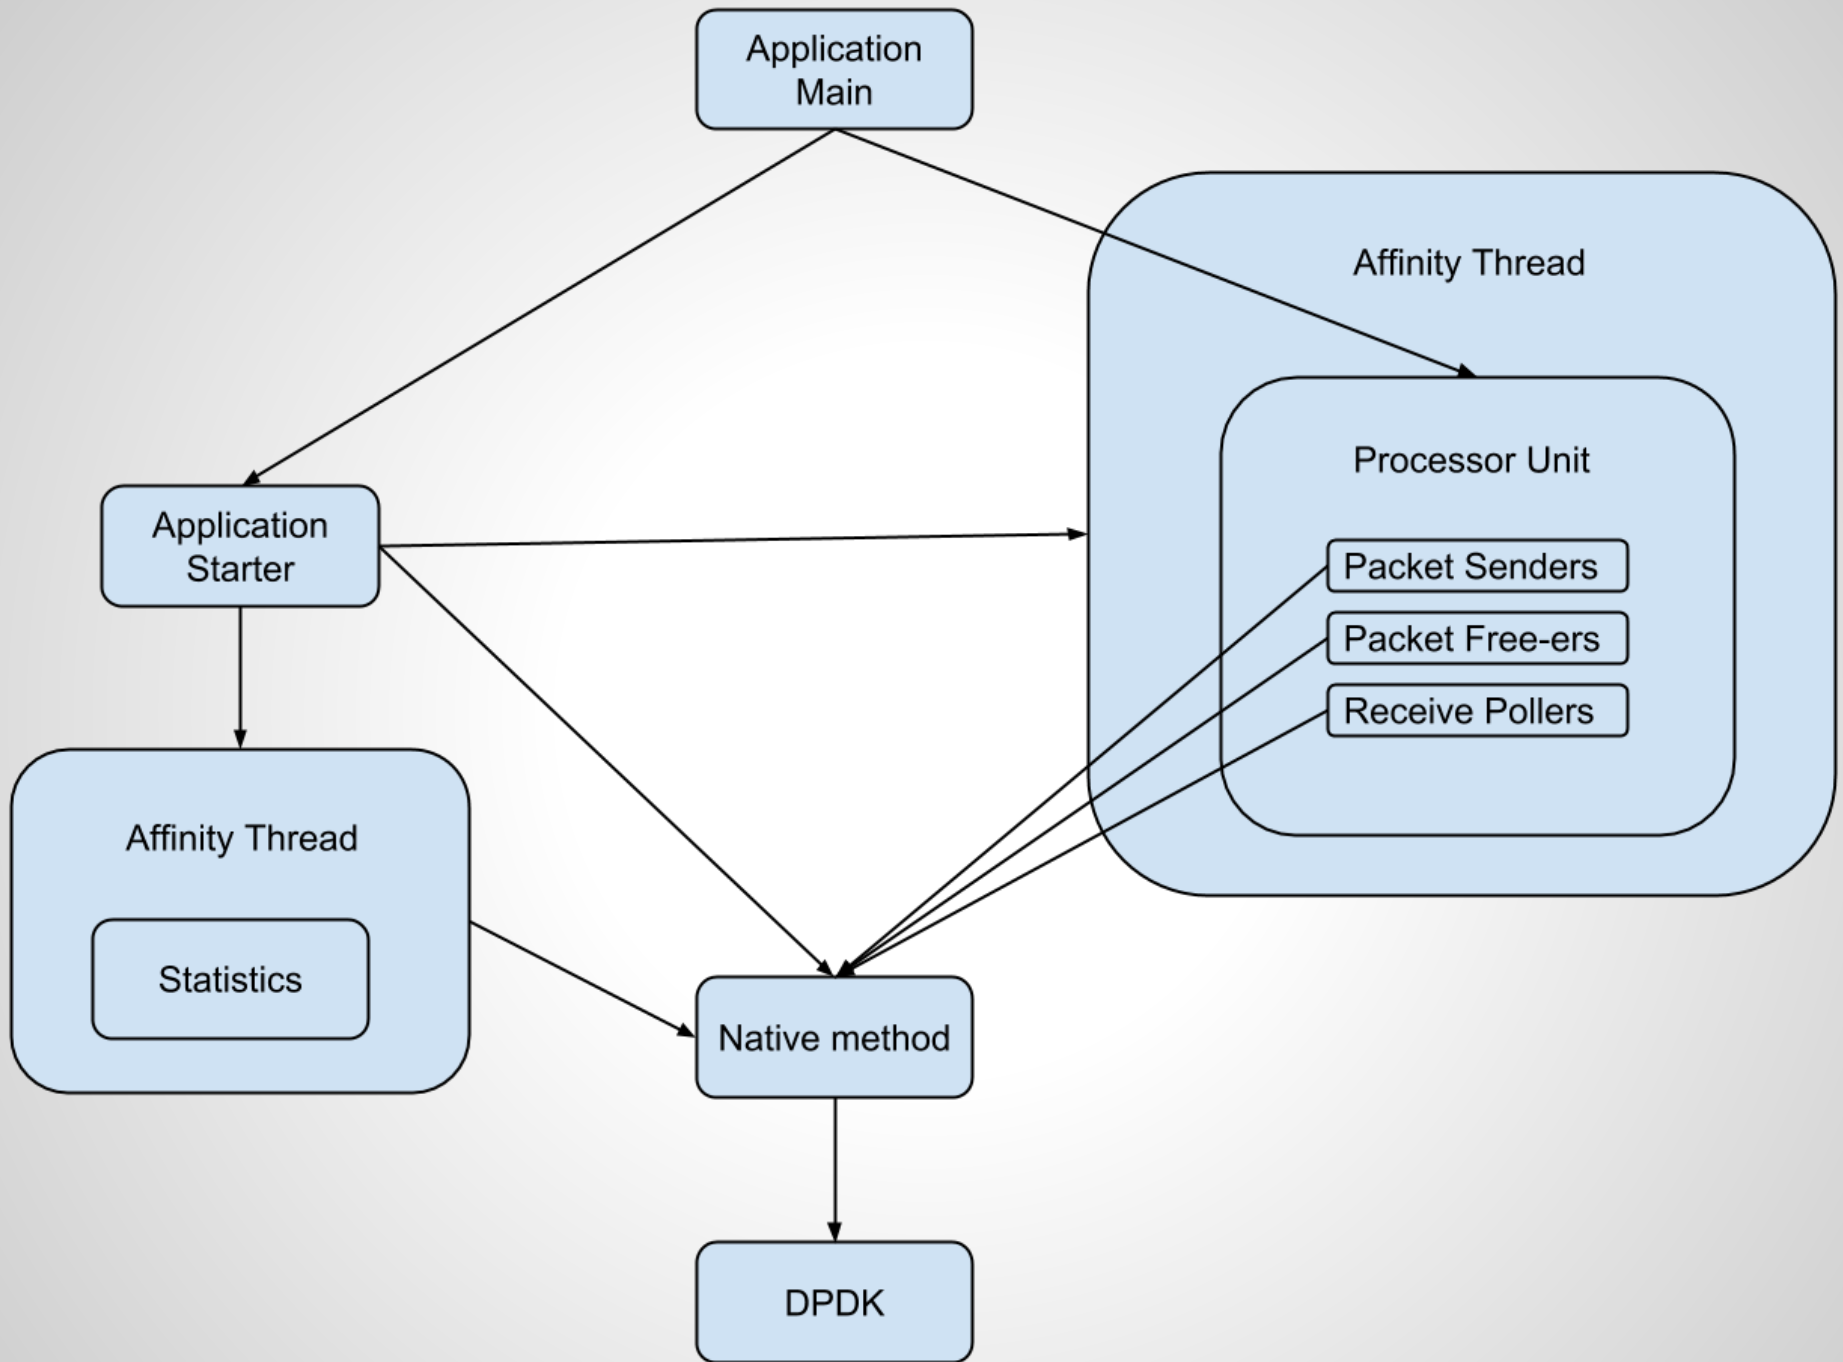 Application
Main
Affinity Thread
Processor Unit
Application
Starter
Packet Senders
Packet Free-ers
Receive Pollers
Affinity Thread
Statistics
Native method
DPDK